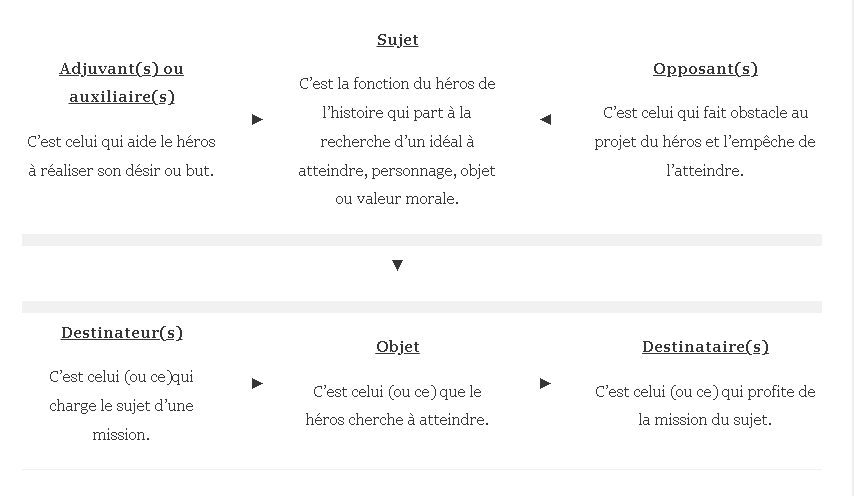 Adjuvant(s) ou
auxiliaire(s)
C'est celui qui aide le héros
à réaliser son désir ou but.
►
Sujet
C'est la fonction du héros de
l'histoire qui part à la
recherche d'un idéal à
atteindre, personnage, objet
ou valeur morale.
◄
Opposant(s)
C'est celui qui fait obstacle au
projet du héros et l'empêche de
l'atteindre.
▼
Destinateur(s)
C'est celui (ou ce)qui
charge le sujet d'une
mission.
►
Objet
C'est celui (ou ce) que le
héros cherche à atteindre.
►
Destinataire(s)
C'est celui (ou ce) qui profite de
la mission du sujet.